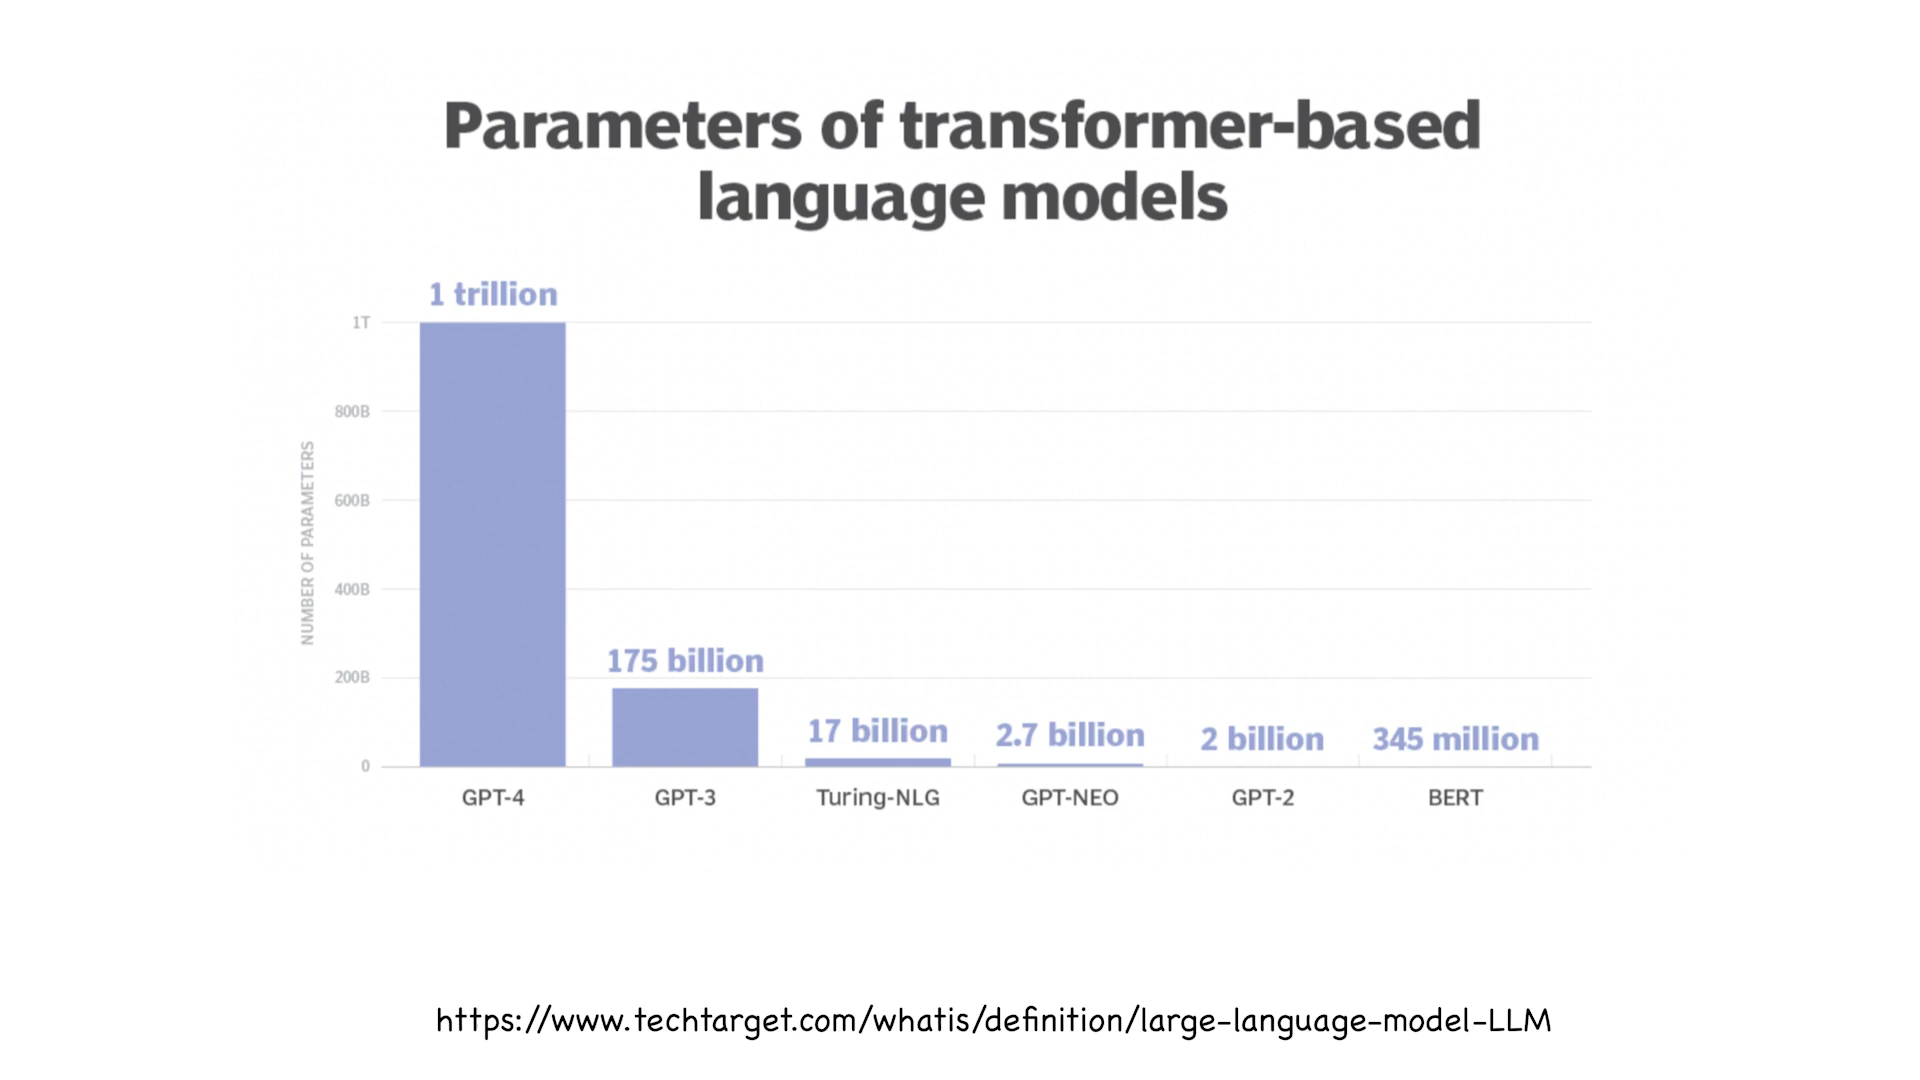 Parameters of transformer-based
language models
1 trillion
1T
800B
600B
400B
200B
0
NUMBER OF PARAMETERS
175 billion
17 billion
2.7 billion
2 billion
345 million
GPT-4
GPT-3
Turing-NLG
GPT-NEO
GPT-2
BERT
https://www.techtarget.com/whatis/definition/large-language-model-LLM